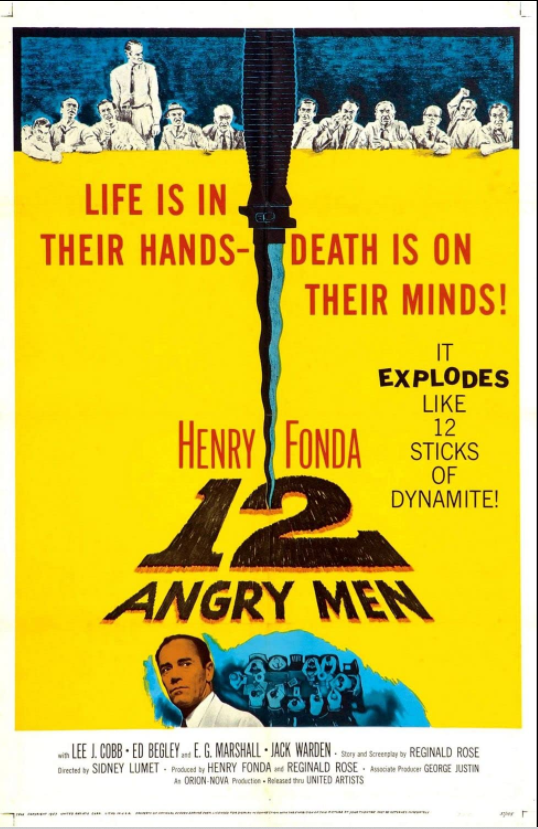 LIFE IS IN
THEIR HANDS- DEATH IS ON
THEIR MINDS!
IT
EXPLODES
LIKE
12
STICKS
OF
DYNAMITE!
HENRY FONDA
12
ANGRY MEN
with LEE J. COBB • ED BEGLEY and E. G. MARSHALL • JACK WARDEN • Story and Screenplay by REGINALD ROSE
Directed by SIDNEY LUMET • Produced by HENRY FONDA and REGINALD ROSE • Associate Producer GEORGE JUSTIN
An ORION-NOVA Production • Released thru UNITED ARTISTS